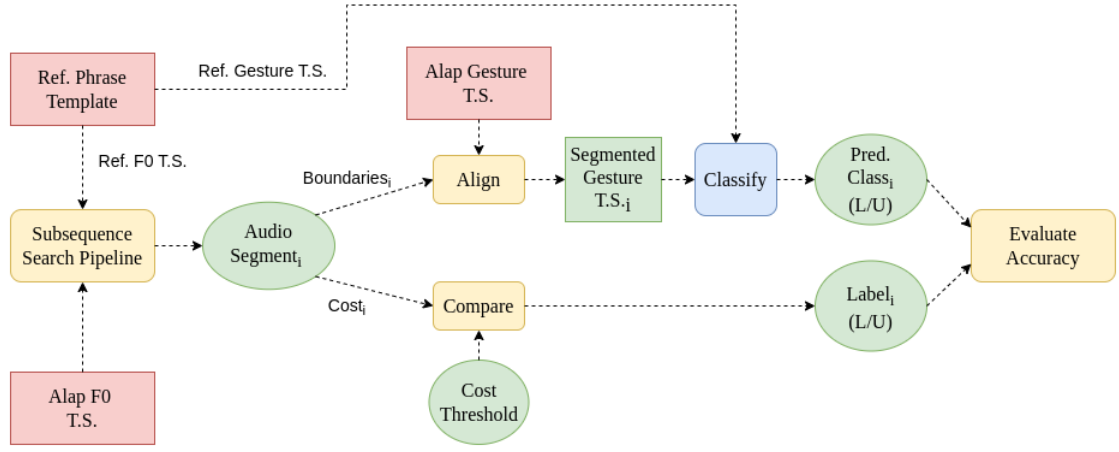 Ref. Phrase
Template
Ref. Gesture T.S.
Alap Gesture
T.S.
Ref. F0 T.S.
Boundariesᵢ
Align
Segmented
Gesture
T.S.ᵢ
Classify
Pred.
Classᵢ
(L/U)
Subsequence
Search Pipeline
Audio
Segmentᵢ
Evaluate
Accuracy
Costᵢ
Compare
Labelᵢ
(L/U)
Alap F0
T.S.
Cost
Threshold